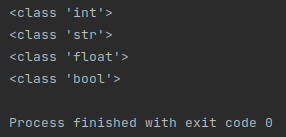 <class 'int'>
<class 'str'>
<class 'float'>
<class 'bool'>
Process finished with exit code 0